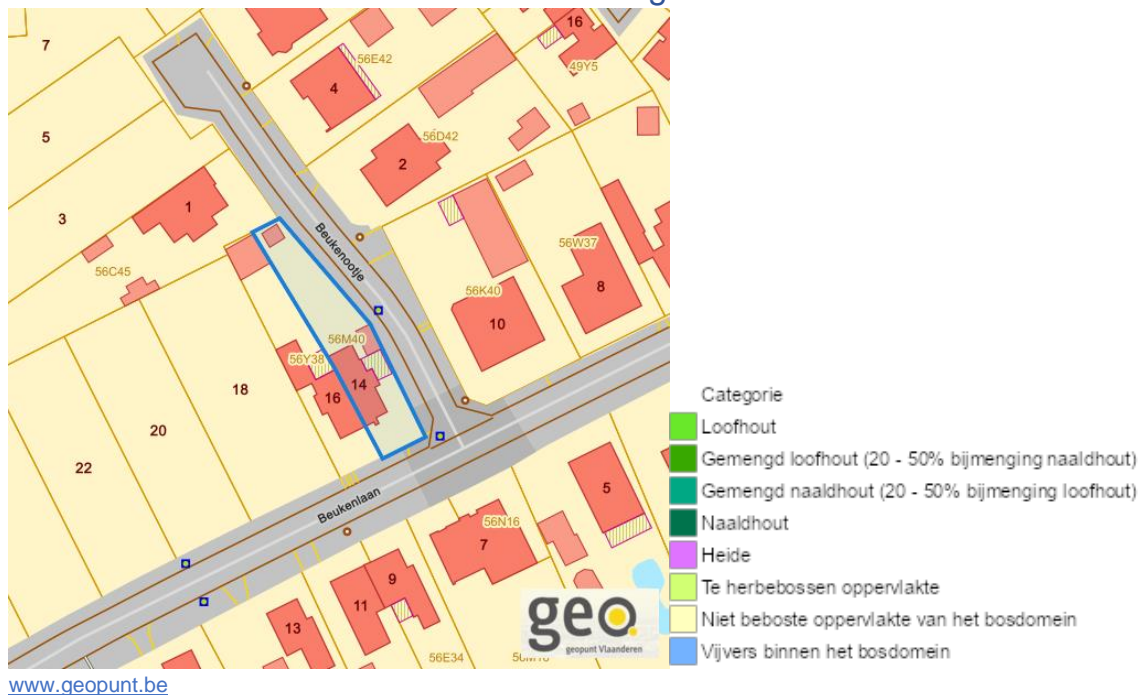 7
16
56E42
49Y5
4
5
56D42
2
1
3
Beukenootje
56W37
56C45
56K40
8
10
56M40
56Y38
14
18
16
20
22
Beukenlaan
5
56N16
7
9
11
13
56E34
geo.
geopunt Vlaanderen
Categorie
Loofhout
Gemengd loofhout (20 - 50% bijmenging naaldhout)
Gemengd naaldhout (20 - 50% bijmenging loofhout)
Naaldhout
Heide
Te herbebossen oppervlakte
Niet beboste oppervlakte van het bosdomein
Vijvers binnen het bosdomein
www.geopunt.be